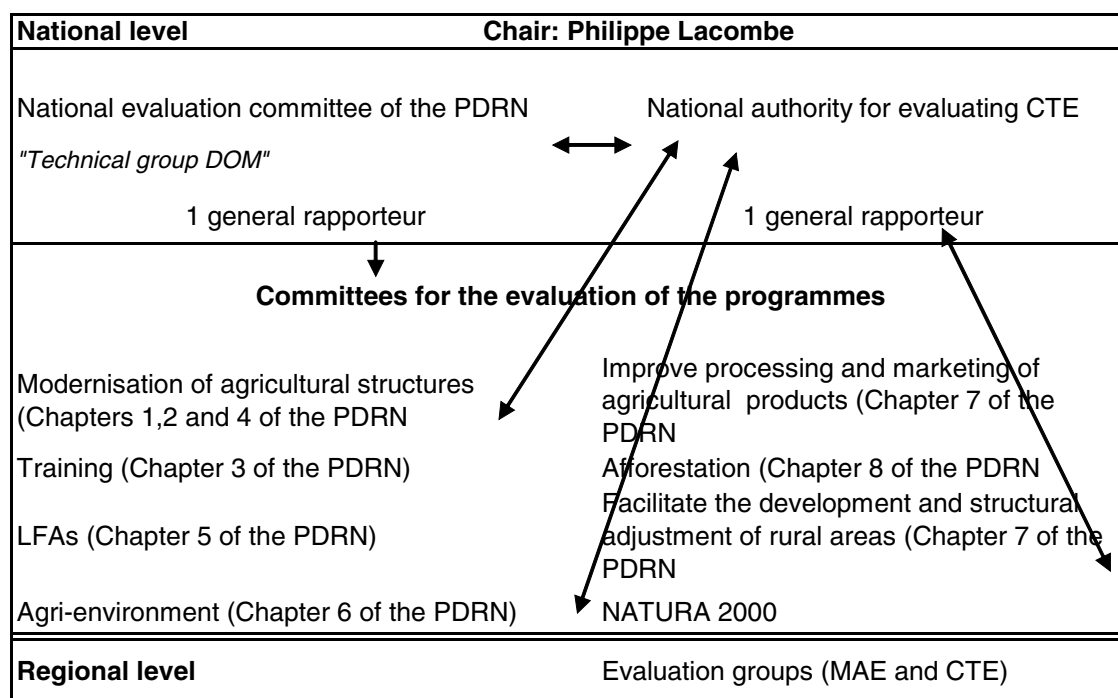 National level Chair: Philippe Lacombe
National evaluation committee of the PDRN National authority for evaluating CTE
"Technical group DOM"
1 general rapporteur 1 general rapporteur
Committees for the evaluation of the programmes
Modernisation of agricultural structures
(Chapters 1,2 and 4 of the PDRN
Improve processing and marketing of
agricultural products (Chapter 7 of the
PDRN
Training (Chapter 3 of the PDRN)
Afforestation (Chapter 8 of the PDRN
LFAs (Chapter 5 of the PDRN)
Facilitate the development and structural
adjustment of rural areas (Chapter 7 of the
PDRN
Agri-environment (Chapter 6 of the PDRN)
NATURA 2000
Regional level Evaluation groups (MAE and CTE)